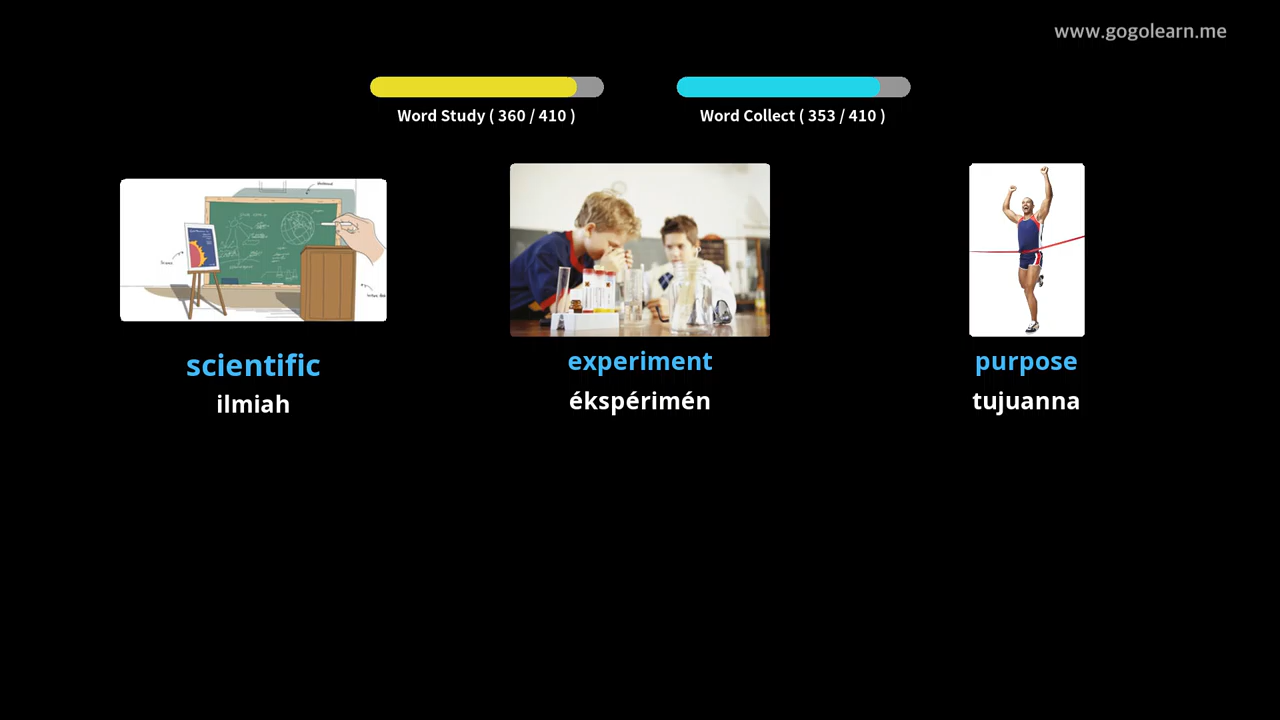 www.gogolearn.me
Word Study ( 360 / 410 )
Word Collect ( 353 / 410 )
scientific
ilmiah
experiment
ékspérimén
purpose
tujuanna